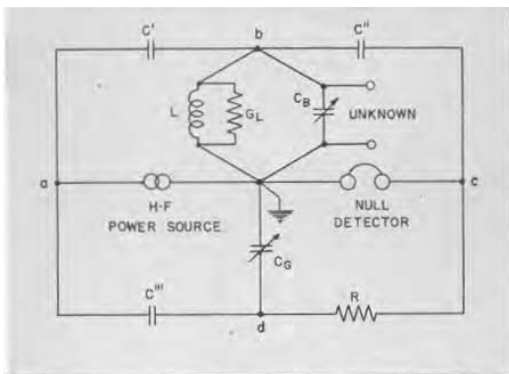 C' b C''
L G_L C_B UNKNOWN
a c
H-F NULL
POWER SOURCE DETECTOR
C_G
C''' R
d